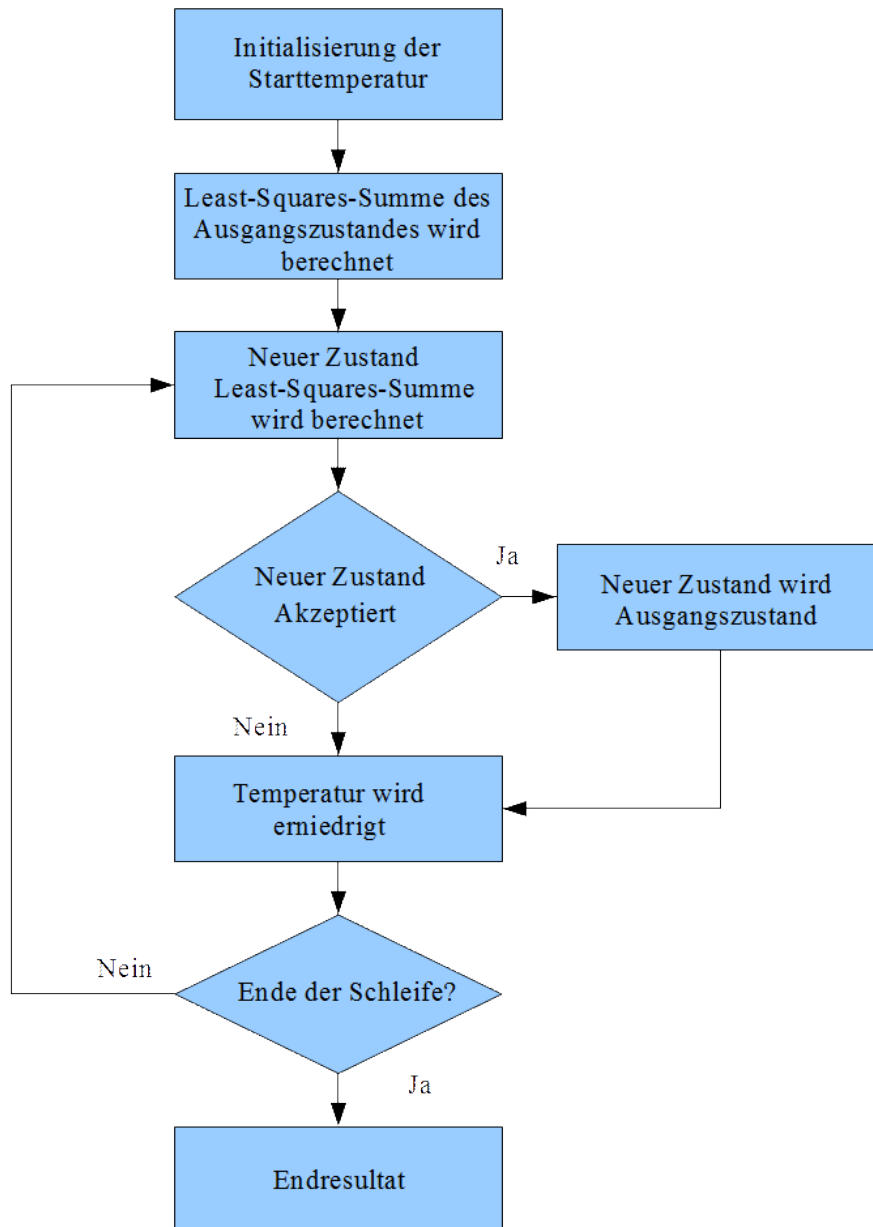 Initialisierung der
Starttemperatur
Least-Squares-Summe des
Ausgangszustandes wird
berechnet
Neuer Zustand
Least-Squares-Summe
wird berechnet
Neuer Zustand
Akzeptiert
Ja
Neuer Zustand wird
Ausgangszustand
Nein
Temperatur wird
erniedrigt
Nein
Ende der Schleife?
Ja
Endresultat